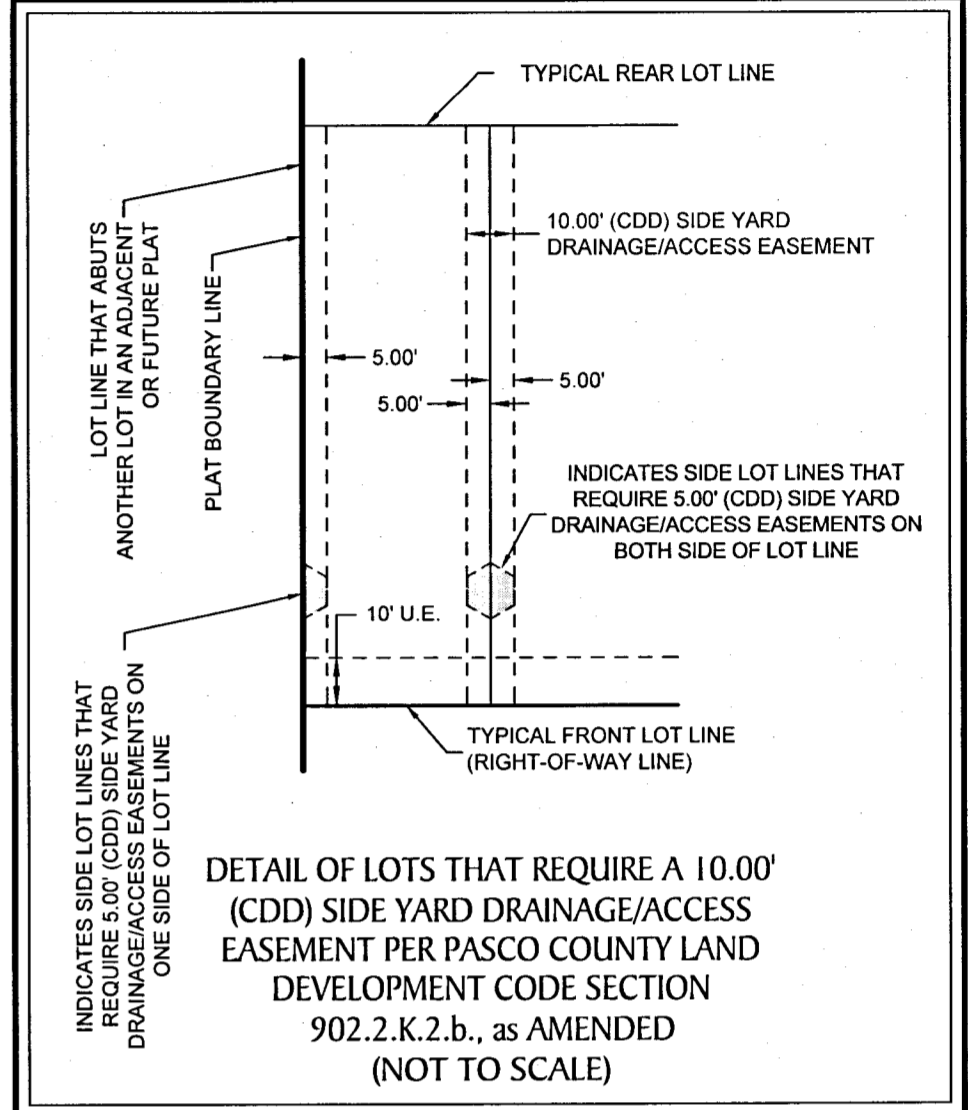 TYPICAL REAR LOT LINE
LOT LINE THAT ABUTS
ANOTHER LOT IN AN ADJACENT
OR FUTURE PLAT
PLAT BOUNDARY LINE
10.00' (CDD) SIDE YARD
DRAINAGE/ACCESS EASEMENT
5.00'
5.00'
5.00'
INDICATES SIDE LOT LINES THAT
REQUIRE 5.00' (CDD) SIDE YARD
DRAINAGE/ACCESS EASEMENTS ON
BOTH SIDE OF LOT LINE
10' U.E.
INDICATES SIDE LOT LINES THAT
REQUIRE 5.00' (CDD) SIDE YARD
DRAINAGE/ACCESS EASEMENTS ON
ONE SIDE OF LOT LINE
TYPICAL FRONT LOT LINE
(RIGHT-OF-WAY LINE)
DETAIL OF LOTS THAT REQUIRE A 10.00'
(CDD) SIDE YARD DRAINAGE/ACCESS
EASEMENT PER PASCO COUNTY LAND
DEVELOPMENT CODE SECTION
902.2.K.2.b., as AMENDED
(NOT TO SCALE)